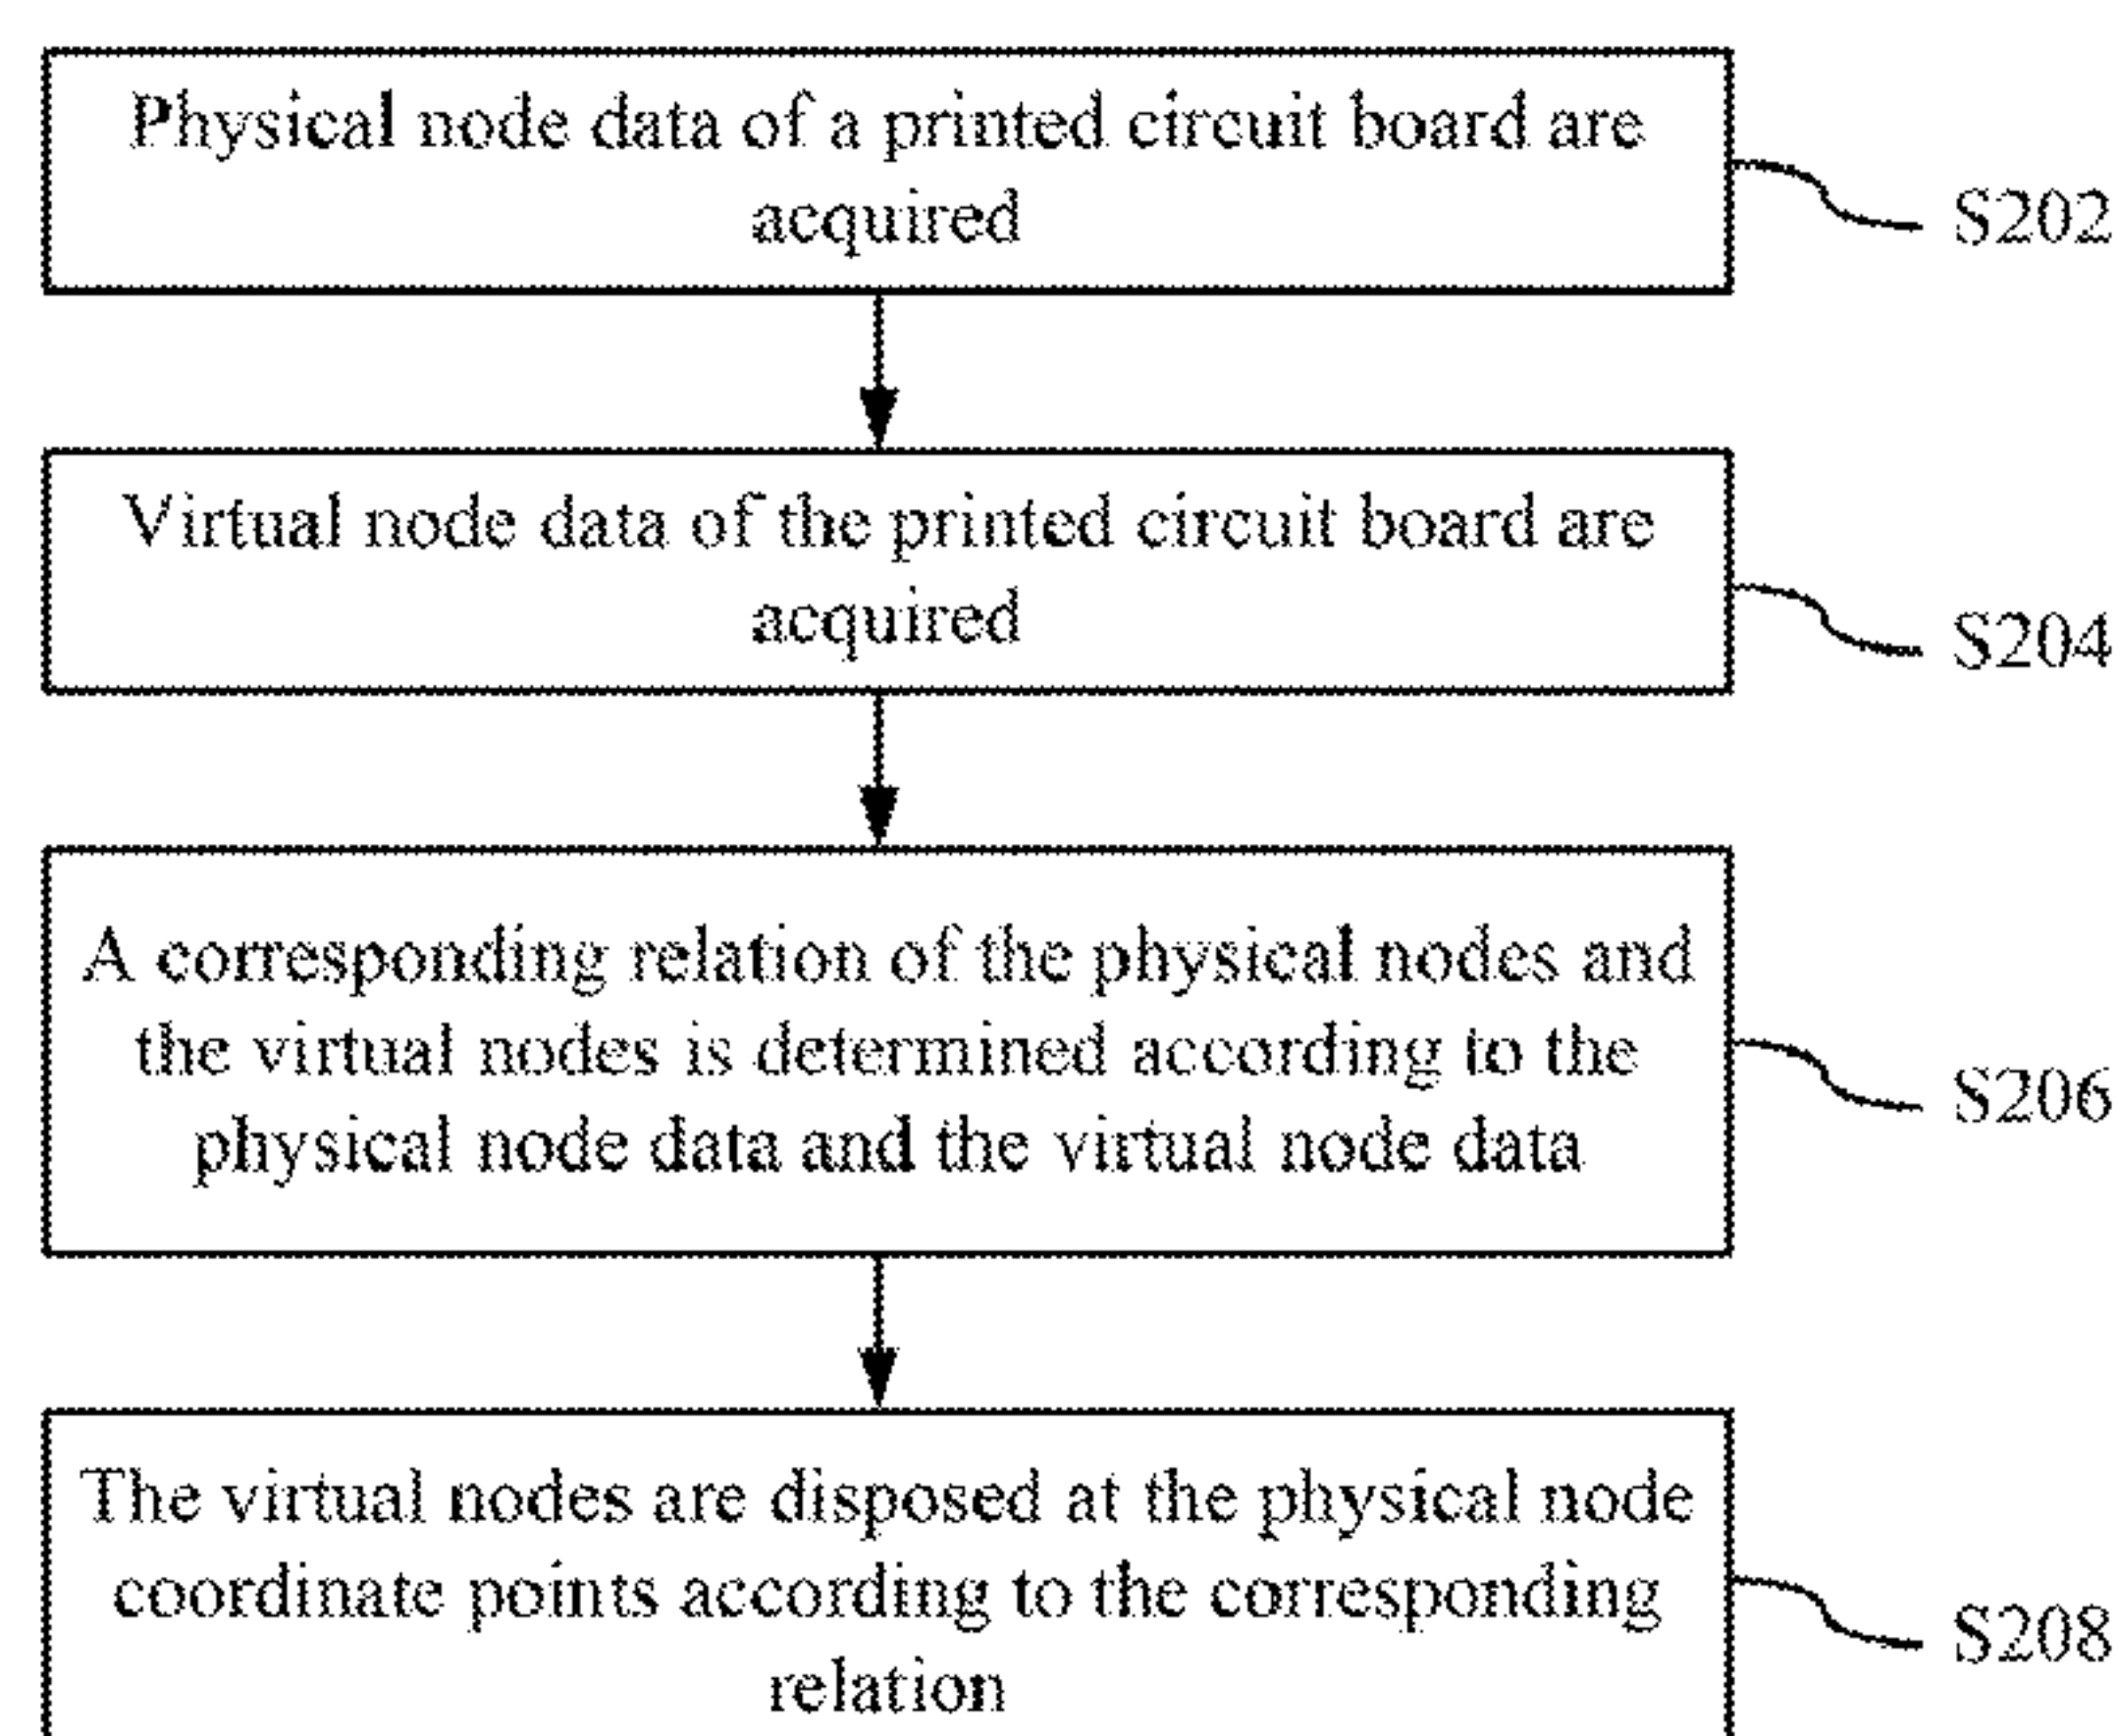 Physical node data of a printed circuit board are
acquired
S202
Virtual node data of the printed circuit board are
acquired
S204
A corresponding relation of the physical nodes and
the virtual nodes is determined according to the
physical node data and the virtual node data
S206
The virtual nodes are disposed at the physical node
coordinate points according to the corresponding
relation
S208